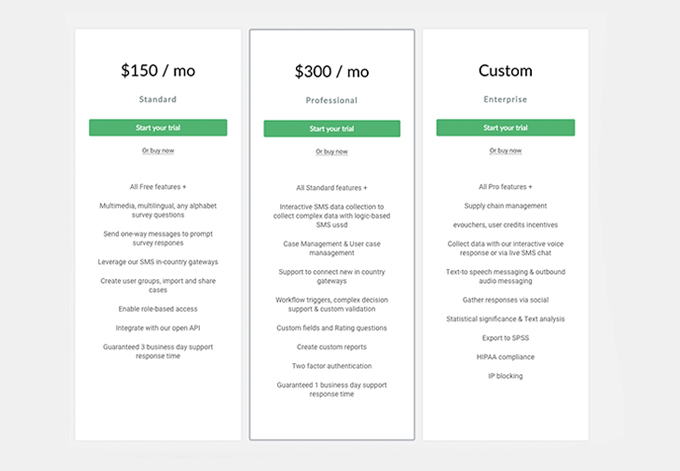 $150 / mo
Standard
Start your trial
Or buy now
All Free features +
Multimedia, multilingual, any alphabet
survey questions
Send one-way messages to prompt
survey respones
Leverage our SMS in-country gateways
Create user groups, import and share
cases
Enable role-based access
Integrate with our open API
Guaranteed 3 business day support
response time
$300 / mo
Professional
Start your trial
Or buy now
All Standard features +
Interactive SMS data collection to
collect complex data with logic-based
SMS ussd
Case Management & User case
manaagement
Support to connect new in country
gateways
Workflow triggers, complex decision
support & custom validation
Custom fields and Rating questions
Create custom reports
Two factor authentication
Guaranteed 1 business day support
response time
Custom
Enterprise
Start your trial
Or buy now
All Pro features +
Supply chain management
evouchers, user credits incentives
Collect data with our interactive voice
response or via live SMS chat
Text-to speech messaging & outbound
audio messaging
Gather responses via social
Statistical significance & Text analysis
Export to SPSS
HIPAA compliance
IP blocking